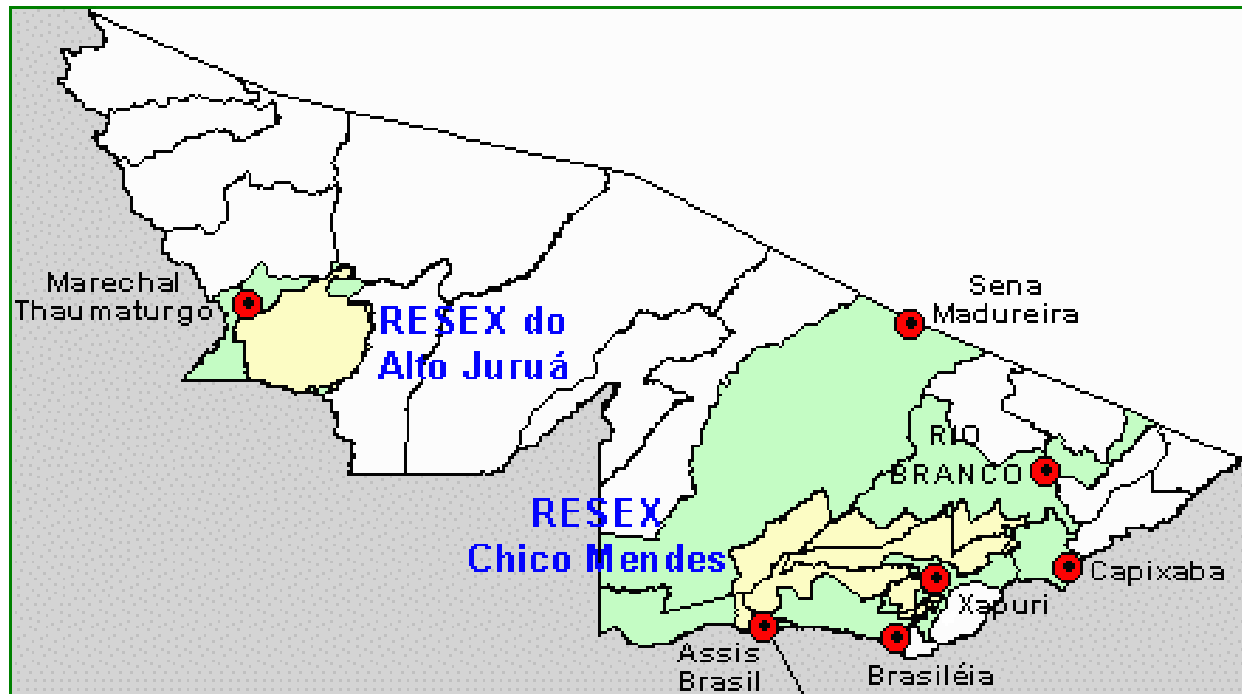 Marechal
Thaumaturgo
RESEX do
Alto Juruá
Sena
Madureira
RIO
BRANCO
RESEX
Chico Mendes
Capixaba
Xapuri
Assis
Brasil
Brasiléia